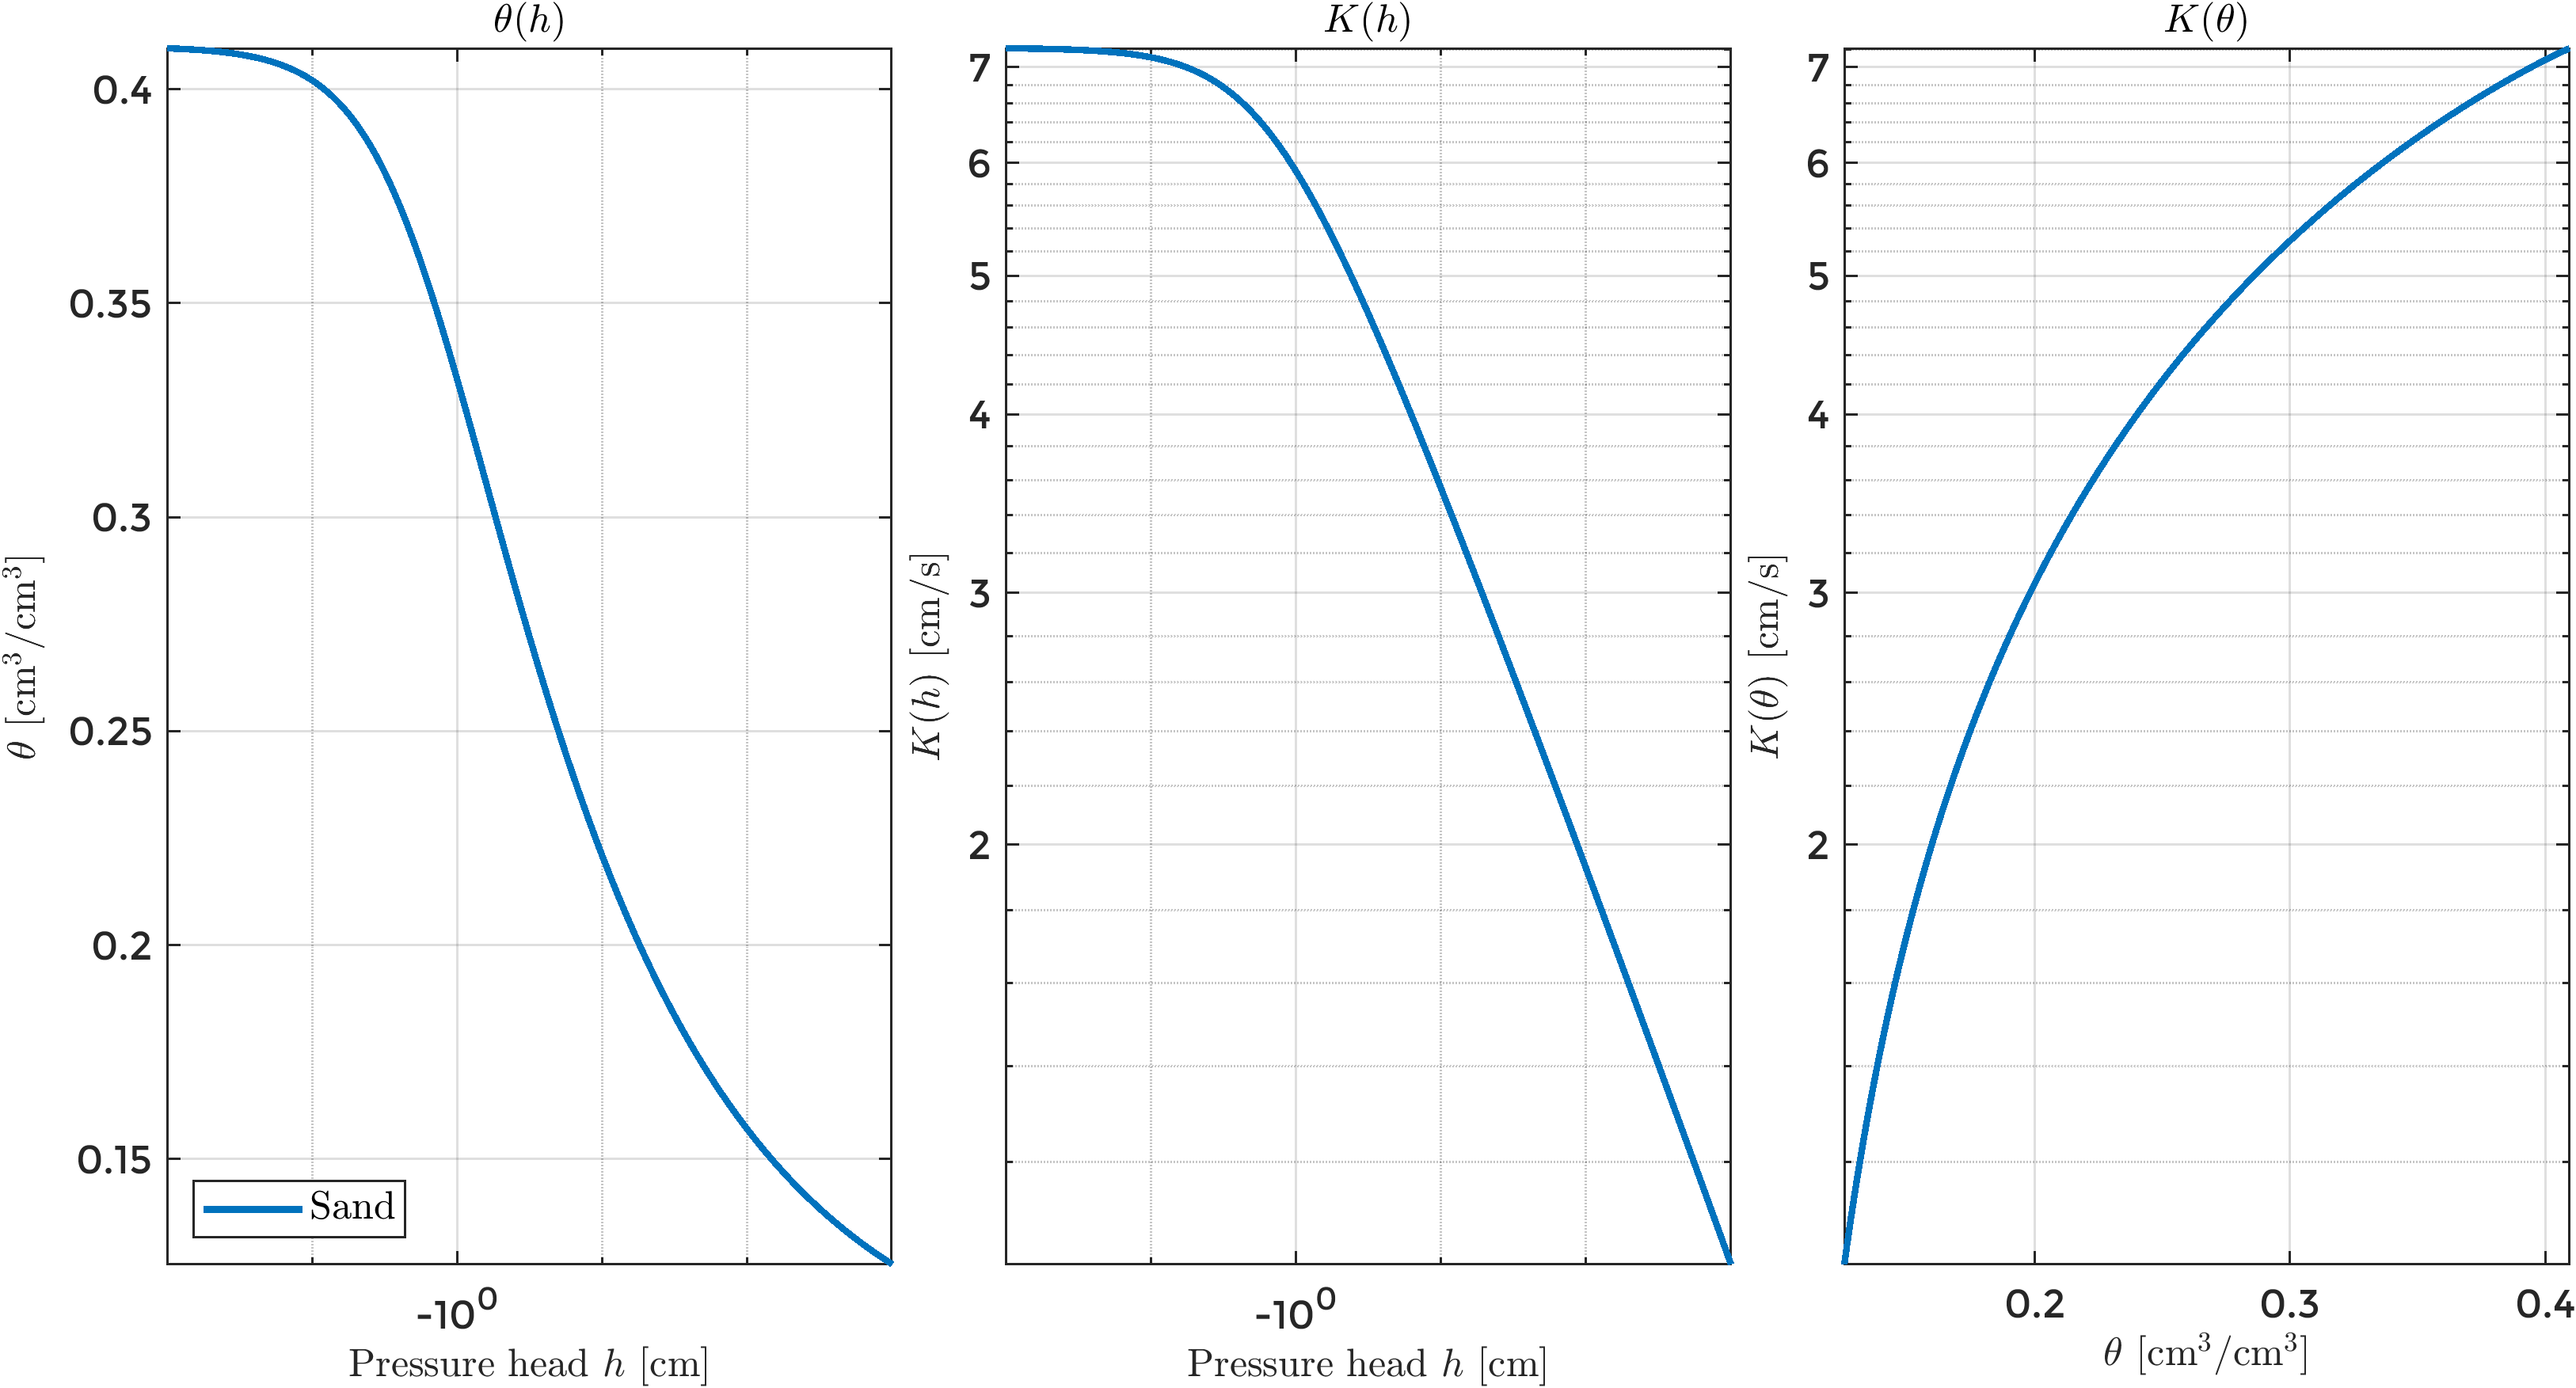 θ(h)
0.4
0.35
0.3
0.25
0.2
0.15
θ [cm³/cm³]
Sand
-10⁰
Pressure head h [cm]
K(h)
7
6
5
4
3
2
K(h) [cm/s]
-10⁰
Pressure head h [cm]
K(θ)
7
6
5
4
3
2
K(θ) [cm/s]
0.2 0.3 0.4
θ [cm³/cm³]